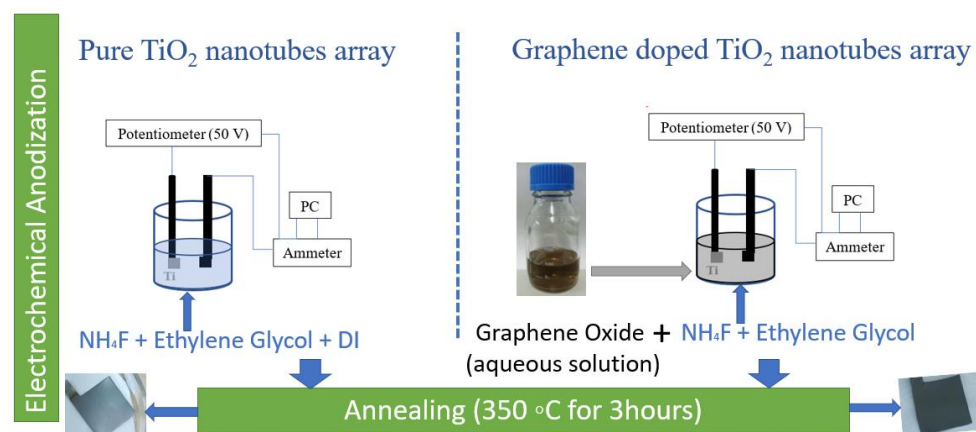 Electrochemical Anodization
Pure TiO₂ nanotubes array
Potentiometer (50 V)
PC
Ammeter
Ti
NH₄F + Ethylene Glycol + DI
Graphene doped TiO₂ nanotubes array
Potentiometer (50 V)
PC
Ammeter
Ti
Graphene Oxide + NH₄F + Ethylene Glycol
(aqueous solution)
Annealing (350 °C for 3hours)